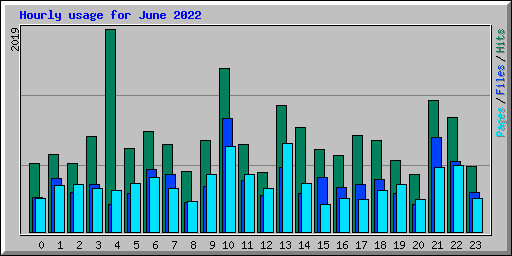 Hourly usage for June 2022
2019
Pages / Files / Hits
0 1 2 3 4 5 6 7 8 9 10 11 12 13 14 15 16 17 18 19 20 21 22 23